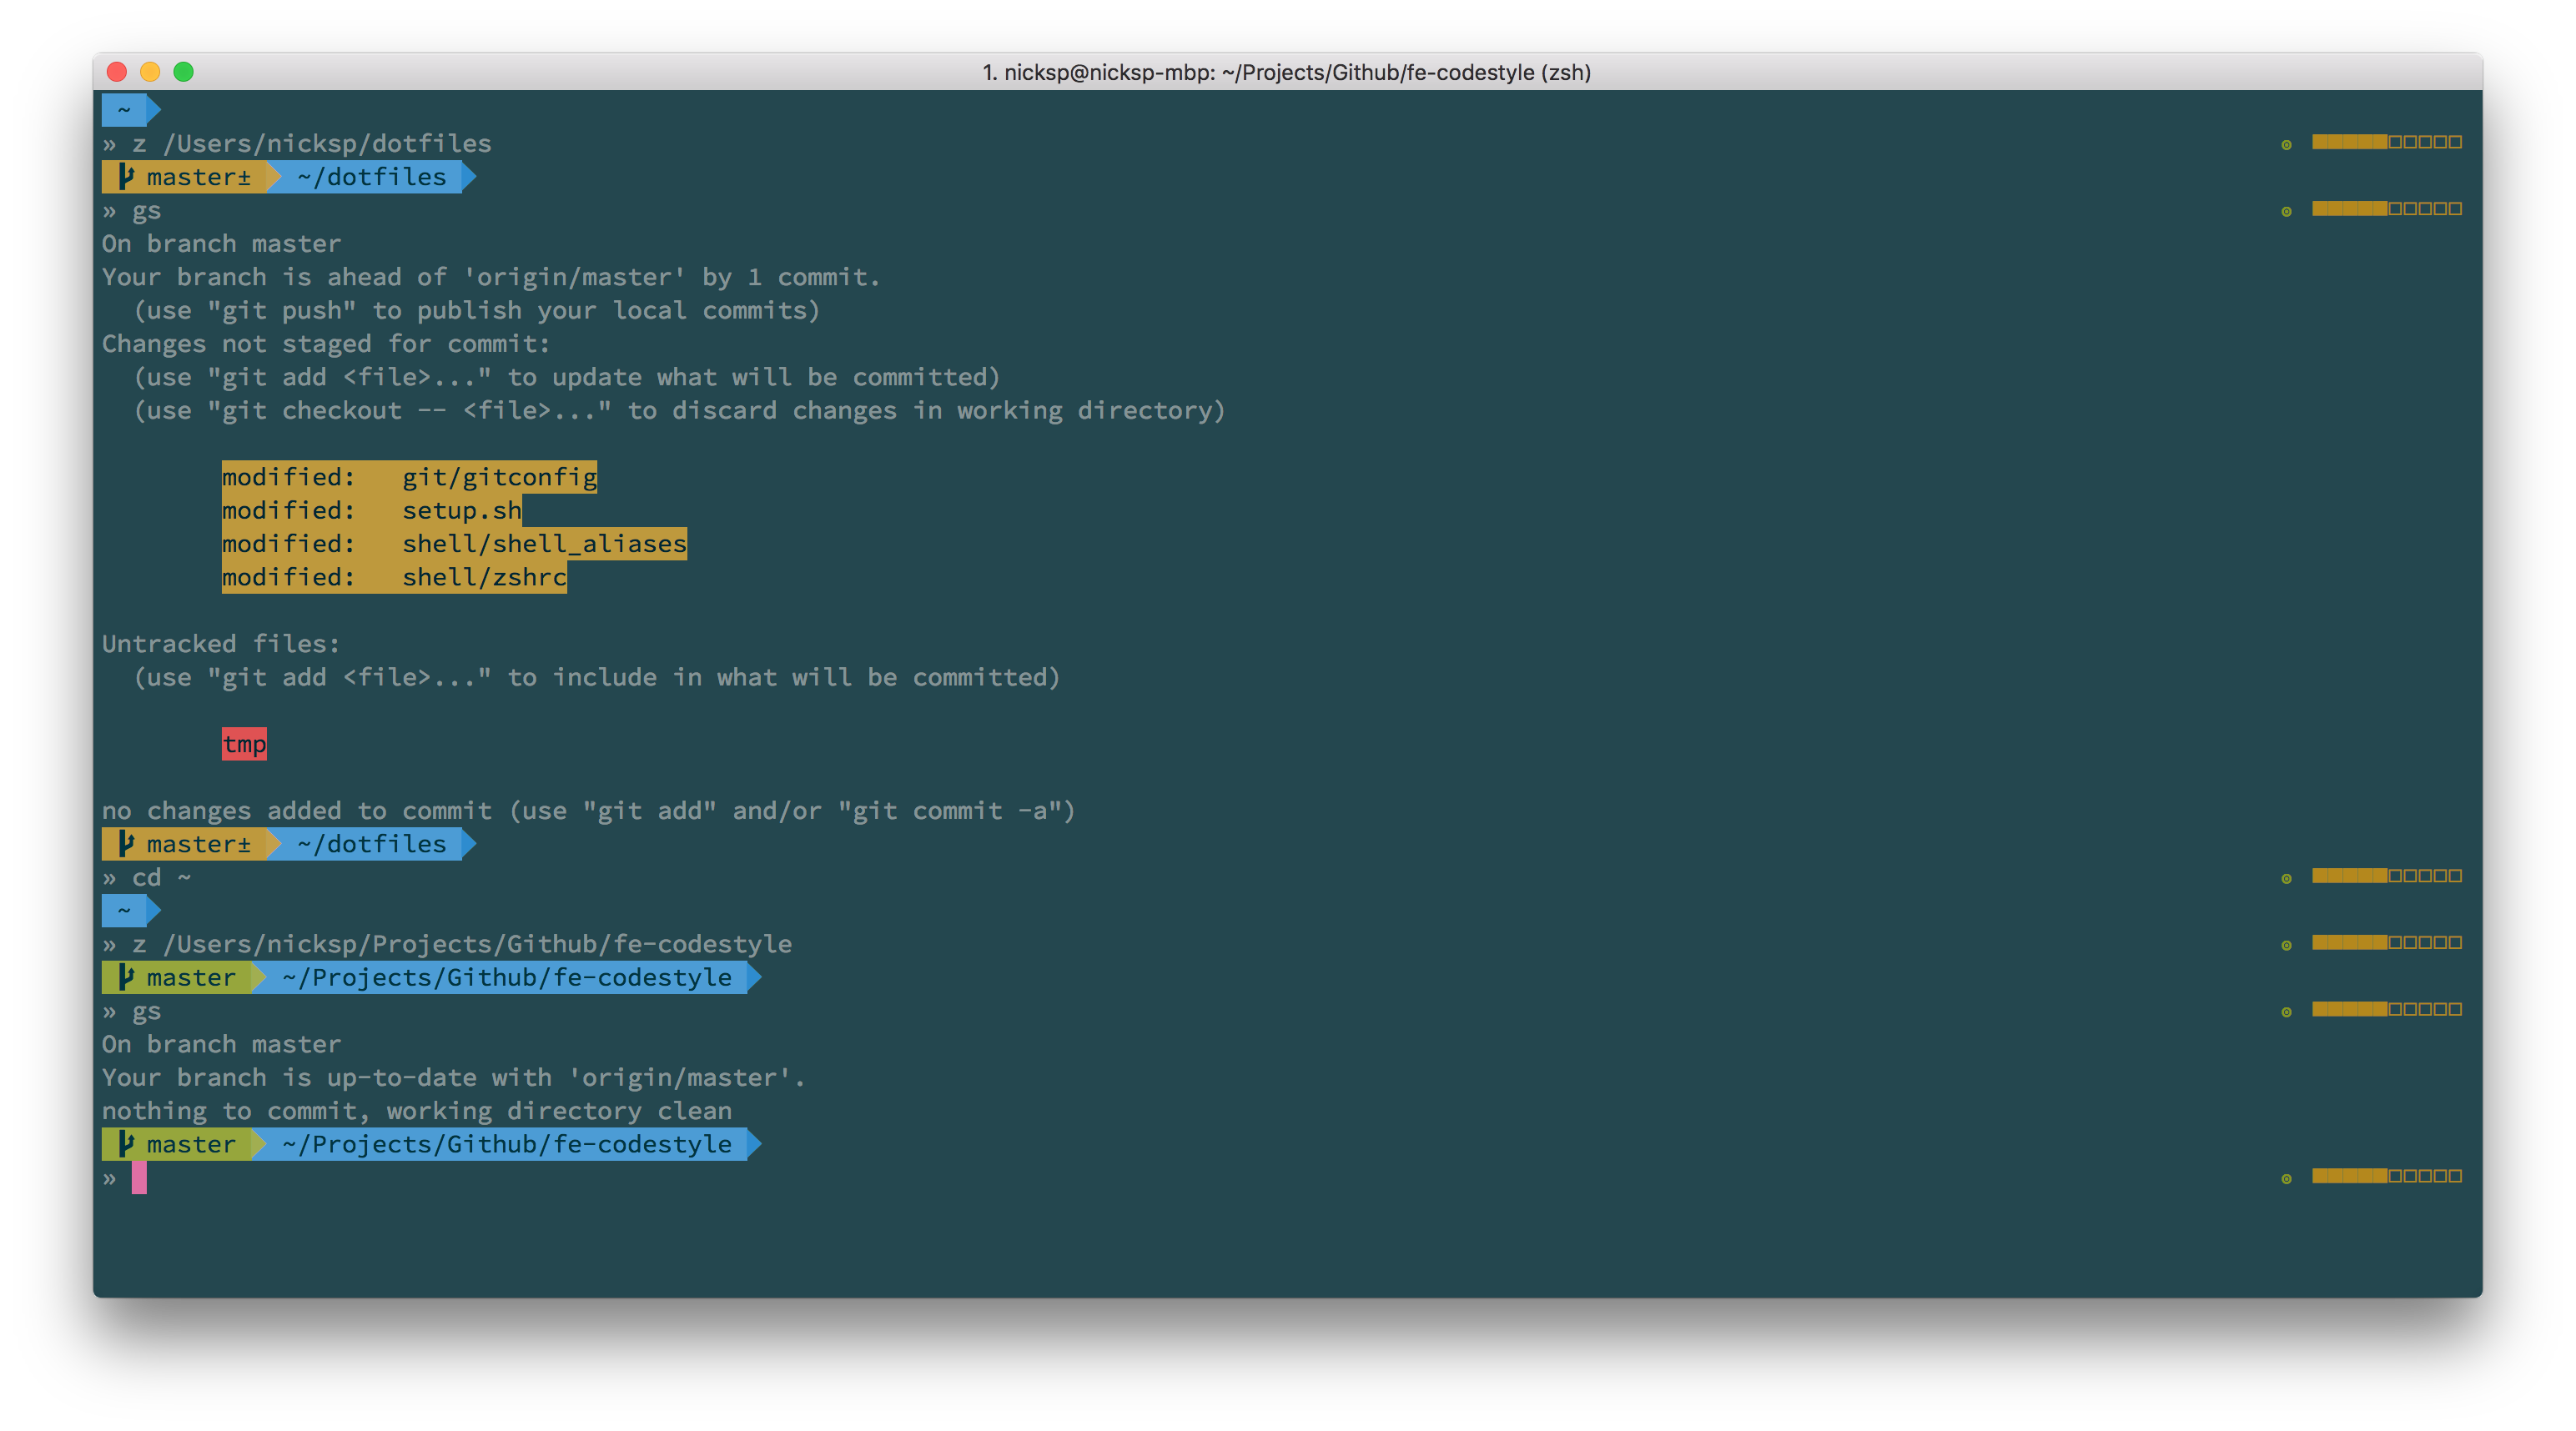 1. nicksp@nicksp-mbp: ~/Projects/Github/fe-codestyle (zsh)
~
» z /Users/nicksp/dotfiles
master± ~/dotfiles
» gs
On branch master
Your branch is ahead of 'origin/master' by 1 commit.
(use "git push" to publish your local commits)
Changes not staged for commit:
(use "git add <file>..." to update what will be committed)
(use "git checkout -- <file>..." to discard changes in working directory)
modified:   git/gitconfig
modified:   setup.sh
modified:   shell/shell_aliases
modified:   shell/zshrc
Untracked files:
(use "git add <file>..." to include in what will be committed)
tmp
no changes added to commit (use "git add" and/or "git commit -a")
master± ~/dotfiles
» cd ~
~
» z /Users/nicksp/Projects/Github/fe-codestyle
master ~/Projects/Github/fe-codestyle
» gs
On branch master
Your branch is up-to-date with 'origin/master'.
nothing to commit, working directory clean
master ~/Projects/Github/fe-codestyle
»